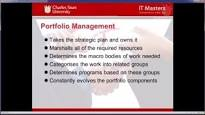 Charles Sturt
University
IT Masters
Portfolio Management
Takes the strategic plan and owns it
Marshalls all of the required resources
Determines the macro bodies of work needed
Categorises the work into related groups
Determines programs based on these groups
Constantly evolves the portfolio components